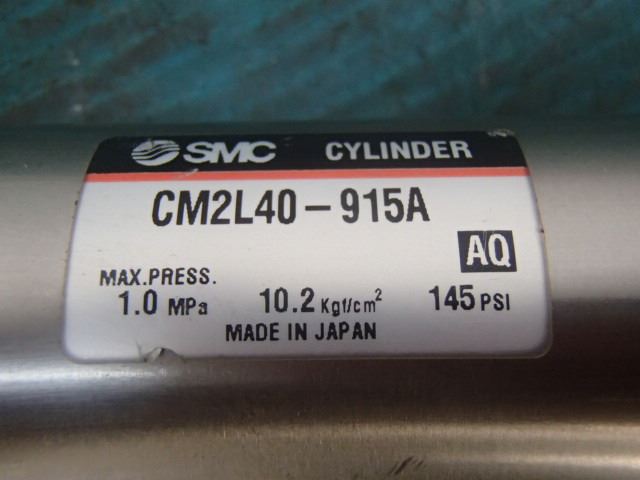 SMC CYLINDER
CM2L40-915A
AQ
MAX.PRESS.
1.0 MPa 10.2 Kgf/cm² 145 PSI
MADE IN JAPAN